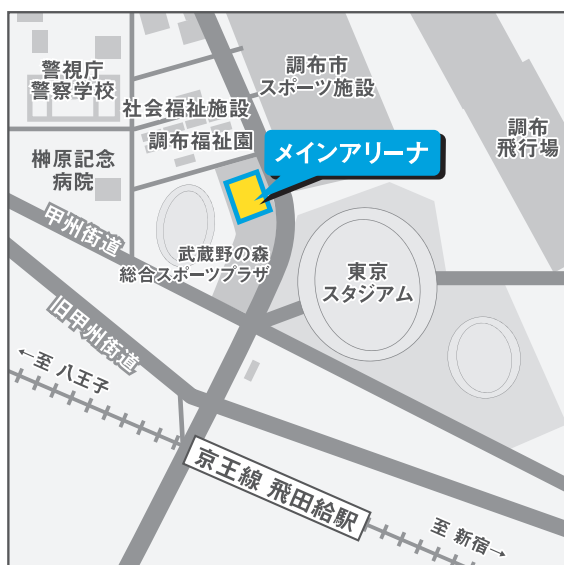 警視庁
警察学校
調布市
スポーツ施設
社会福祉施設
調布福祉園
調布
飛行場
榊原記念
病院
メインアリーナ
甲州街道
武蔵野の森
総合スポーツプラザ
東京
スタジアム
旧甲州街道
←至 八王子
京王線 飛田給駅
至 新宿→